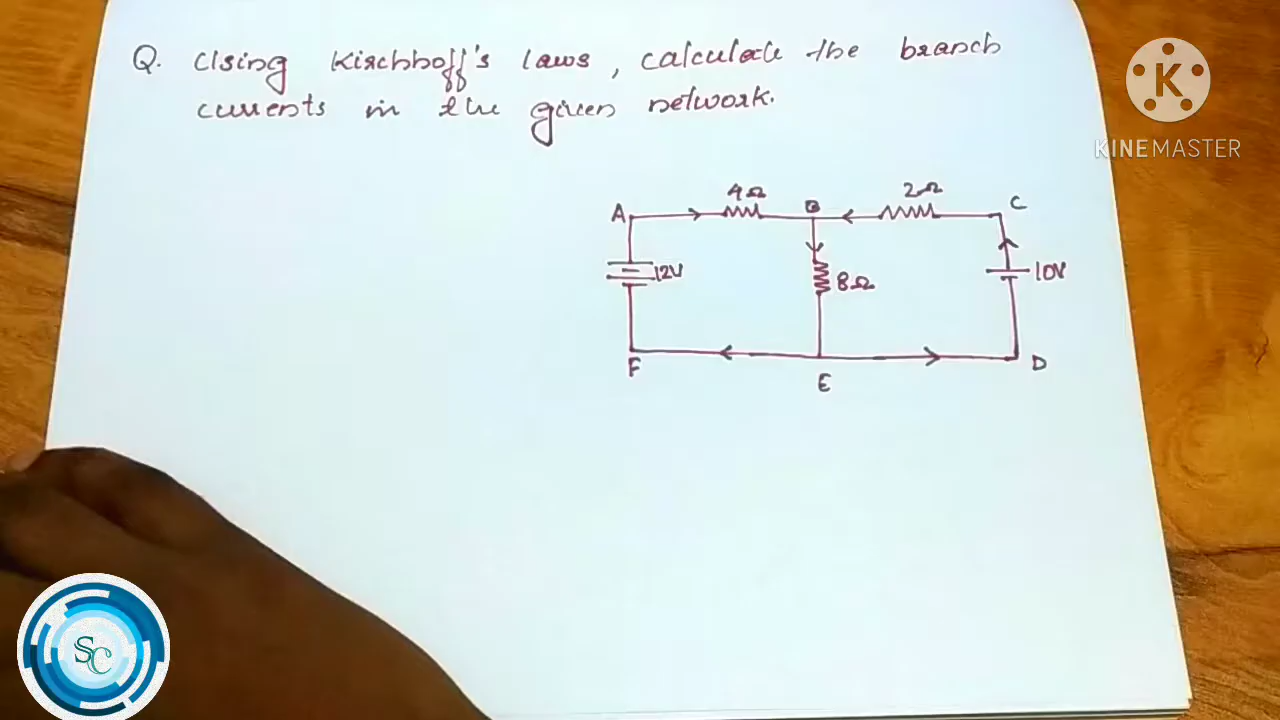 Q. Using Kirchhoff's laws, calculate the branch
currents in the given network.
K
KINEMASTER
4Ω
2Ω
A
B
C
12V
8Ω
10V
F
E
D
SC